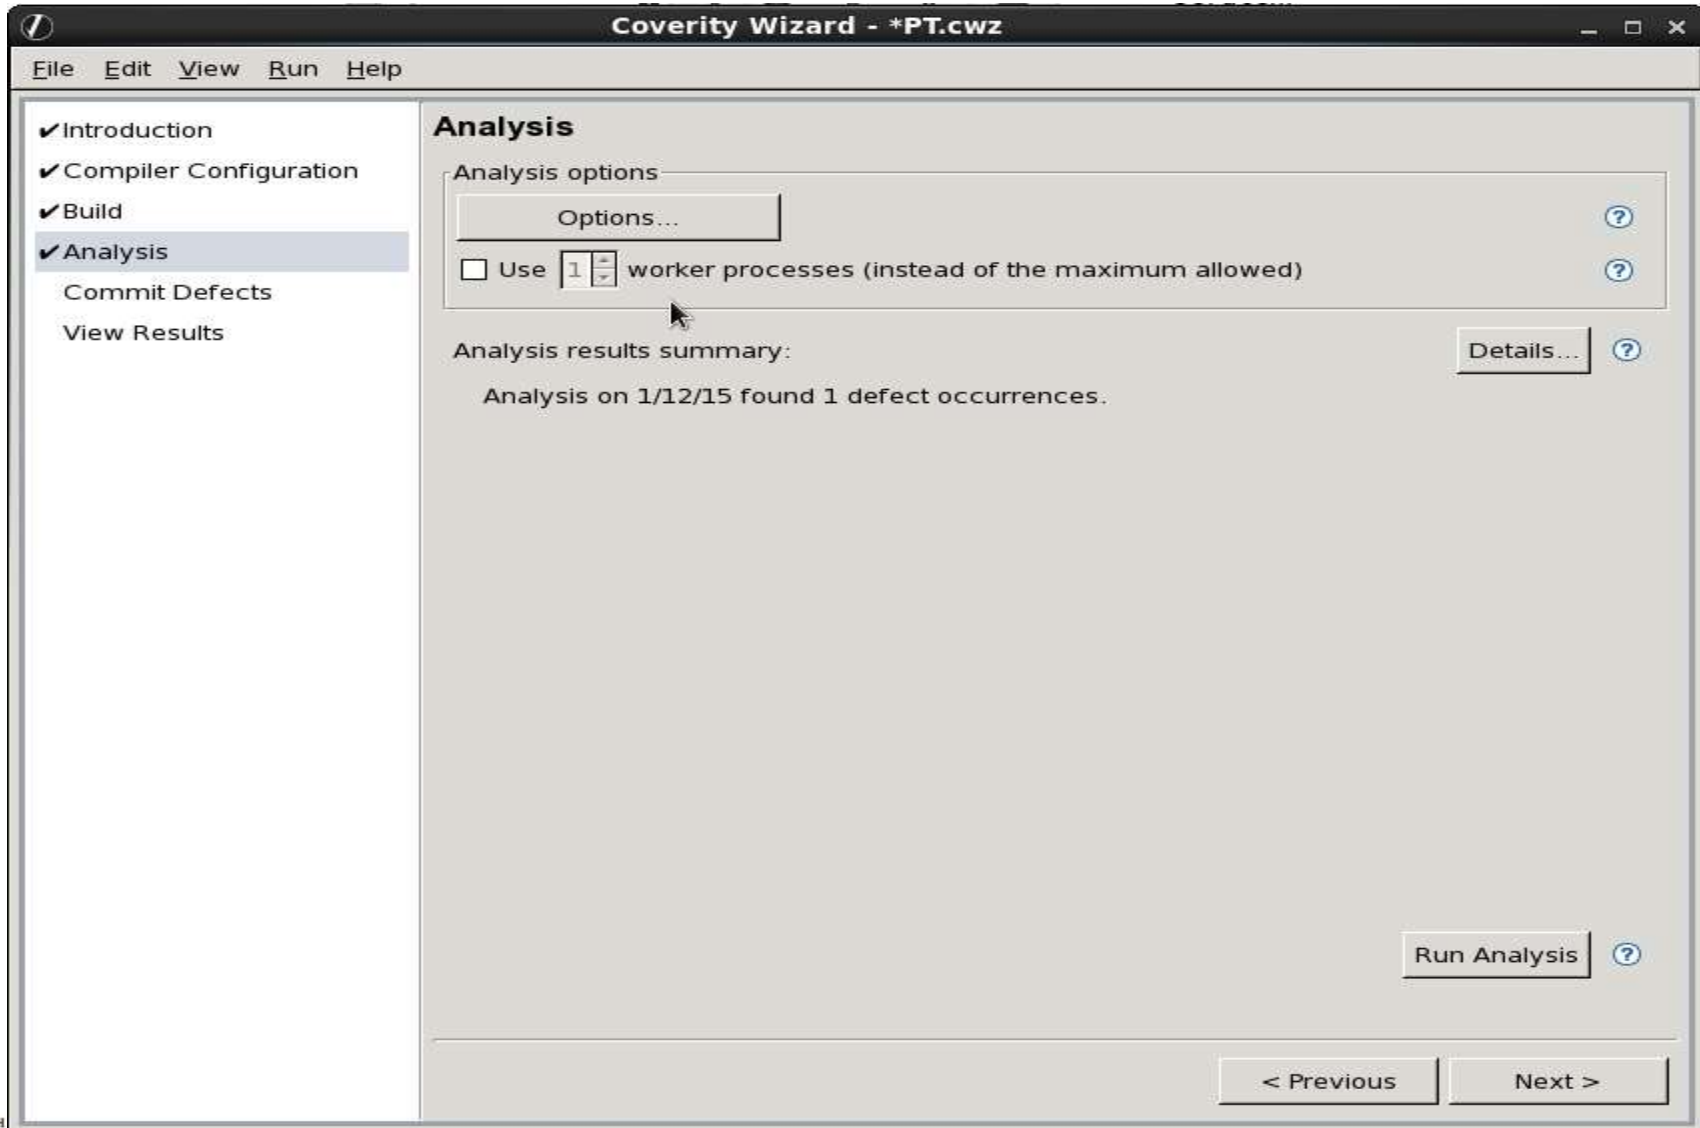 Coverity Wizard - *PT.cwz
File Edit View Run Help
✔Introduction
✔Compiler Configuration
✔Build
✔Analysis
Commit Defects
View Results
Analysis
Analysis options
Options...
Use 1 worker processes (instead of the maximum allowed)
Analysis results summary:
Details...
Analysis on 1/12/15 found 1 defect occurrences.
Run Analysis
< Previous
Next >